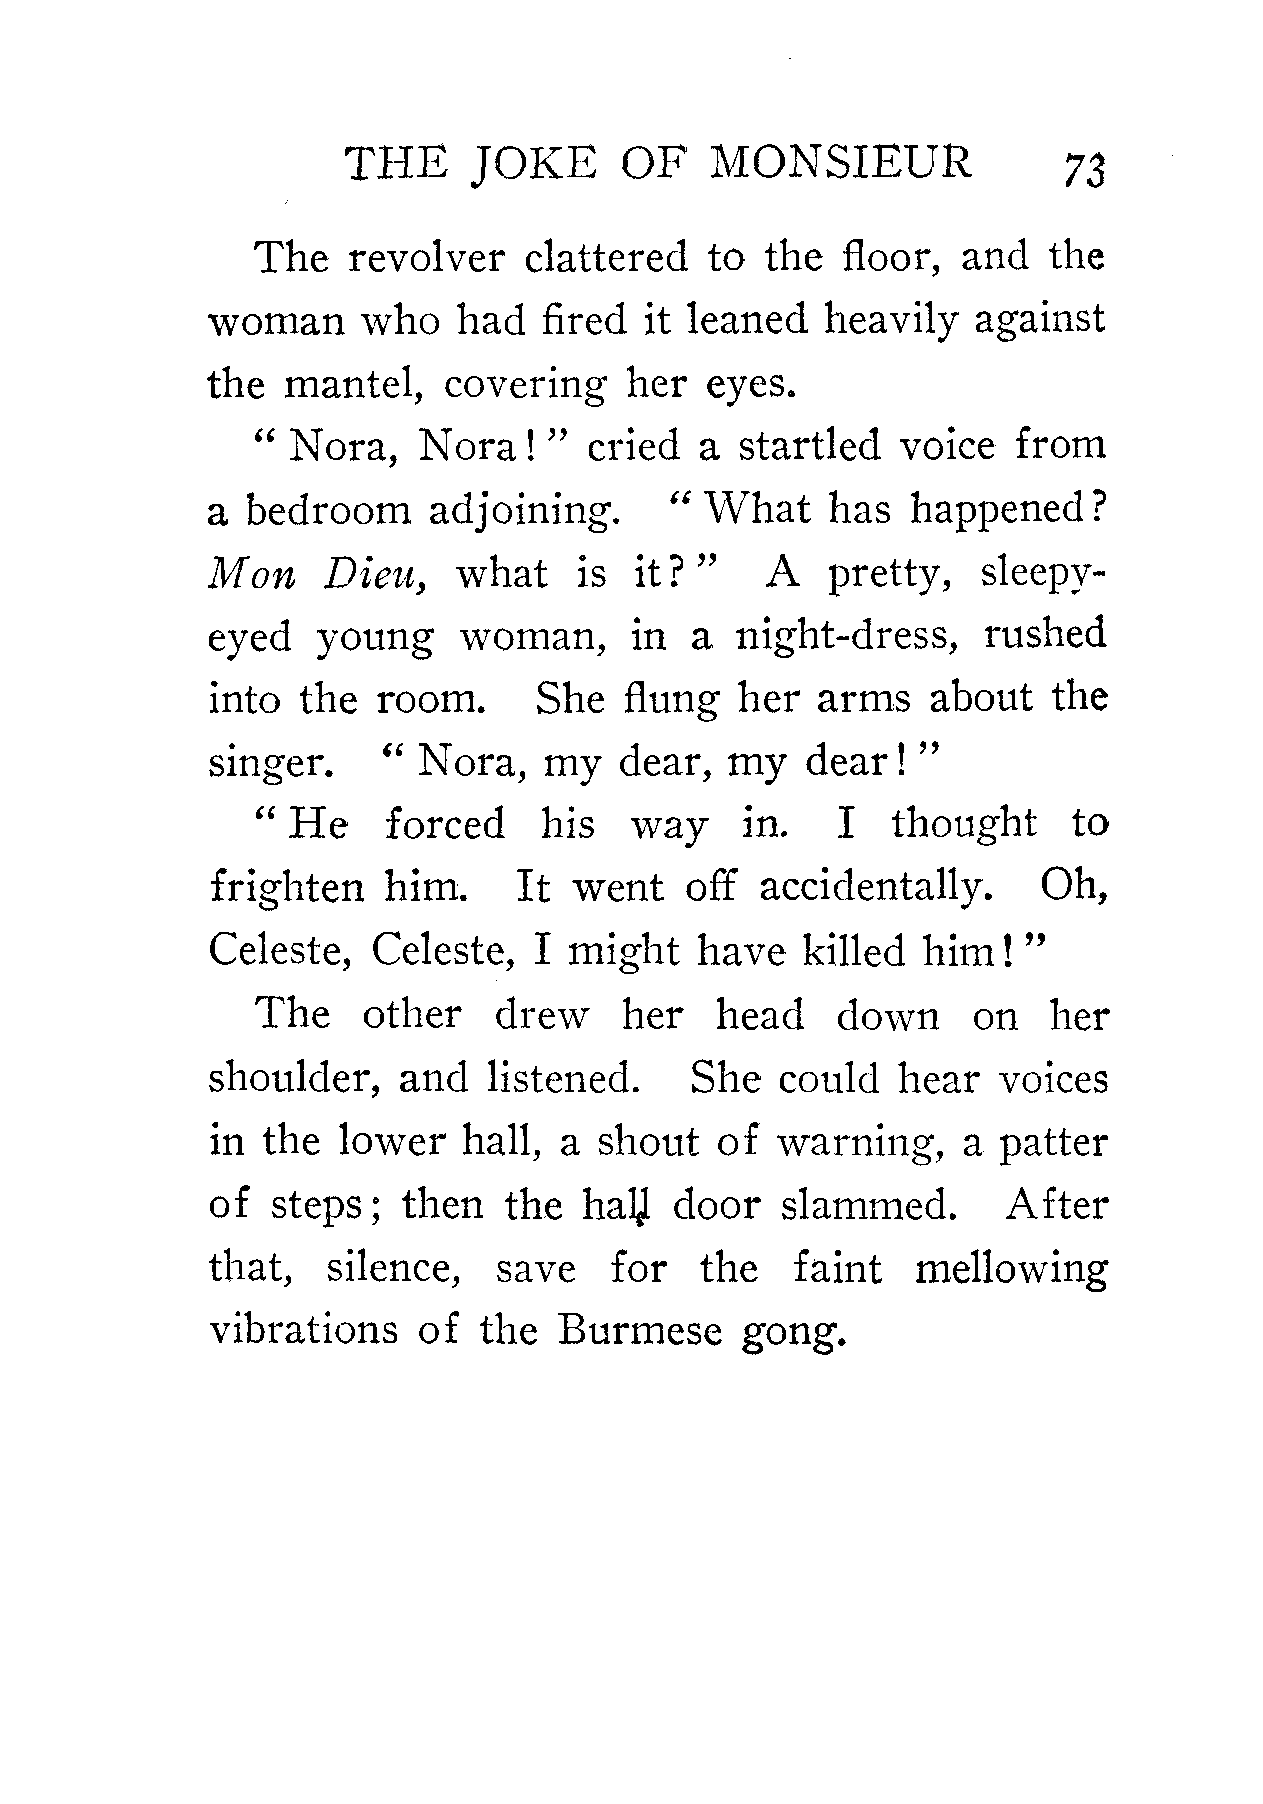 THE JOKE OF MONSIEUR 73
The revolver clattered to the floor, and the
woman who had fired it leaned heavily against
the mantel, covering her eyes.
" Nora, Nora! " cried a startled voice from
a bedroom adjoining. " What has happened?
Mon Dieu, what is it? " A pretty, sleepy-
eyed young woman, in a night-dress, rushed
into the room. She flung her arms about the
singer. " Nora, my dear, my dear! "
" He forced his way in. I thought to
frighten him. It went off accidentally. Oh,
Celeste, Celeste, I might have killed him! "
The other drew her head down on her
shoulder, and listened. She could hear voices
in the lower hall, a shout of warning, a patter
of steps; then the hall door slammed. After
that, silence, save for the faint mellowing
vibrations of the Burmese gong.